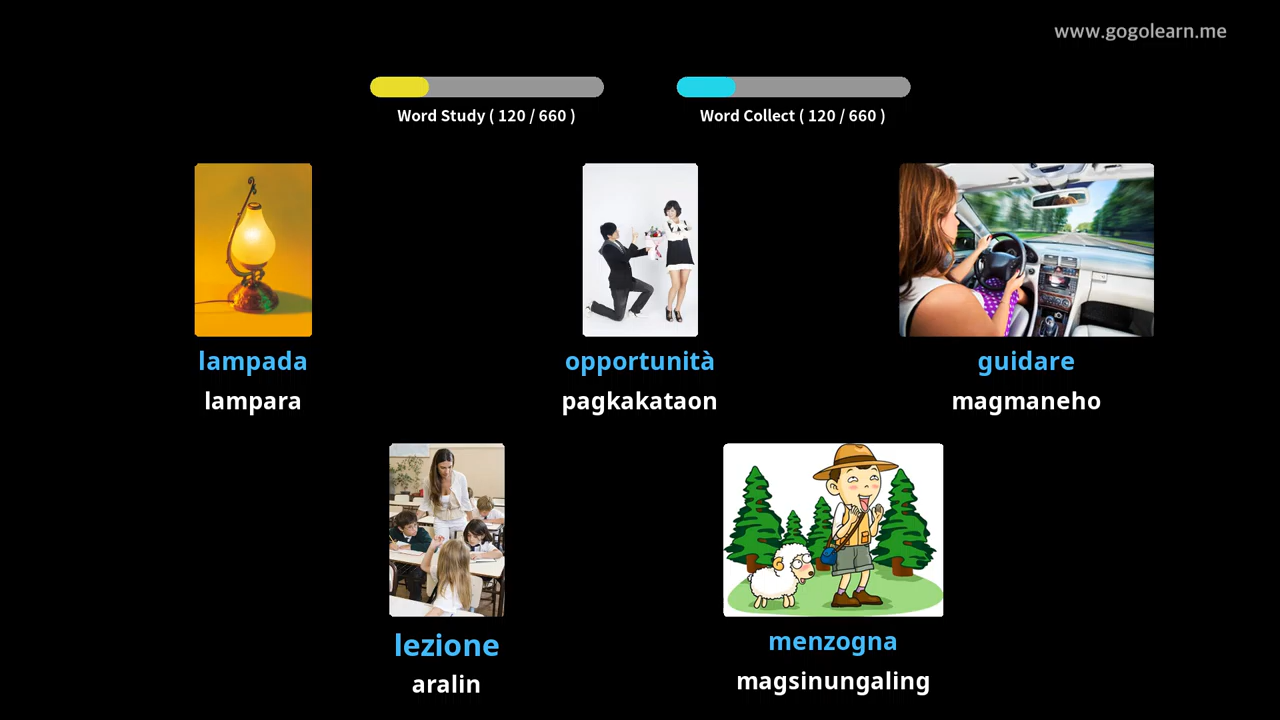 www.gogolearn.me
Word Study ( 120 / 660 )
Word Collect ( 120 / 660 )
lampada
lampara
opportunità
pagkakataon
guidare
magmaneho
lezione
aralin
menzogna
magsinungaling